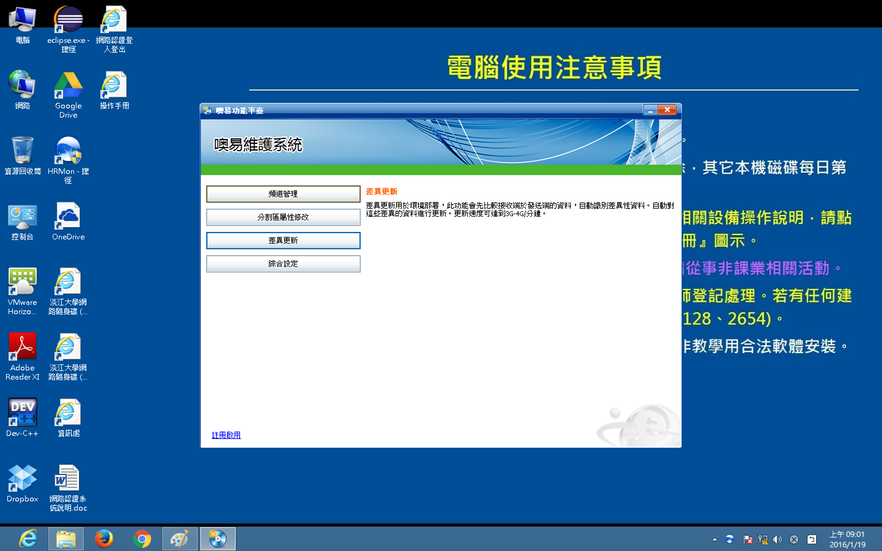 電腦
eclipse.exe -
捷徑
網路認證登
入登出
網路
Google
Drive
操作手冊
資源回收筒
HRMon - 捷
徑
控制台
OneDrive
VMware
Horizo...
淡江大學網
路隨身碟 (...
Adobe
Reader XI
淡江大學網
路隨身碟 (...
DEV
Dev-C++
資訊處
Dropbox
網路認證系
統說明.doc
電腦使用注意事項
。
，其它本機磁碟每日第
相關設備操作說明，請點
冊』圖示。
從事非課業相關活動。
師登記處理。若有任何建
128、2654)。
非教學用合法軟體安裝。
噢易功能平臺
噢易維護系統
頻道管理
分割區屬性修改
差異更新
綜合設定
差異更新
差異更新用於環境部署，此功能會先比較接收端於發送端的資料，自動識別差異性資料。自動對
這些差異的資料進行更新。更新速度可達到3G-4G/分鐘。
註冊啟用
上午 09:01
2016/1/19